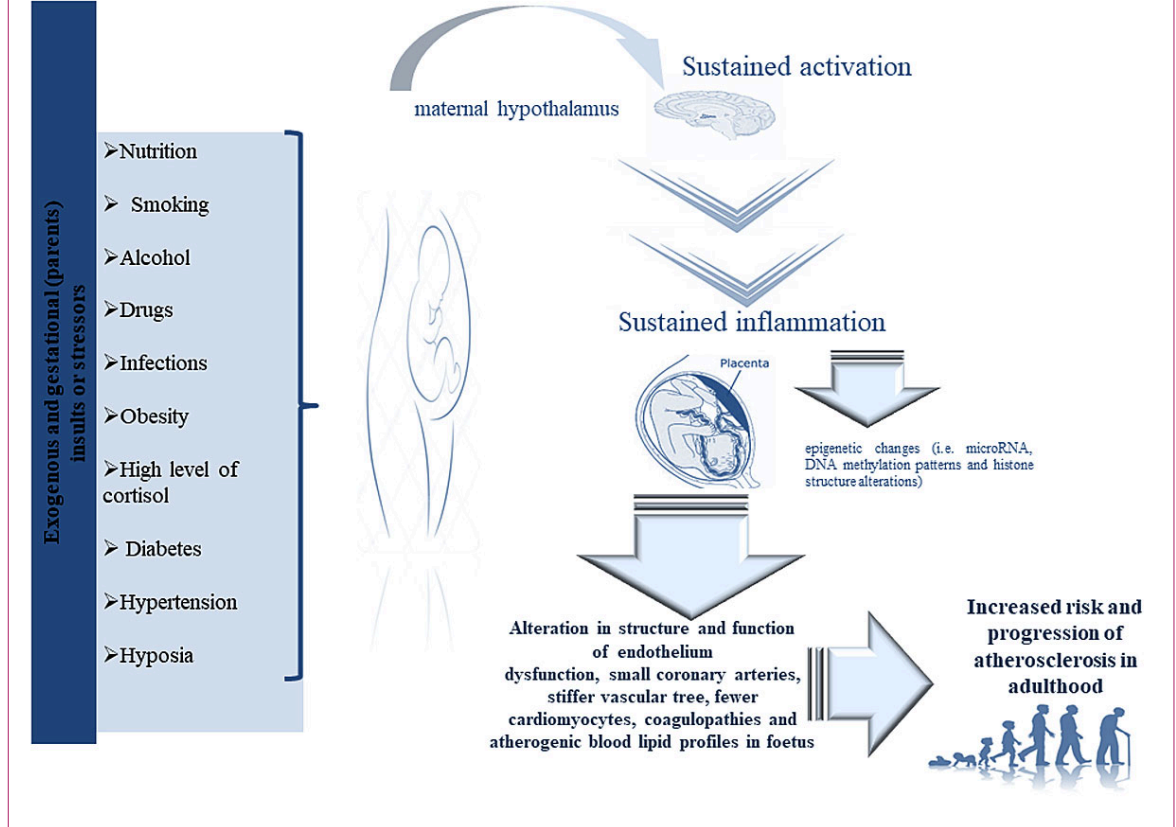 Exogenous and gestational (parents)
insults or stressors
➢Nutrition
➢ Smoking
➢Alcohol
➢Drugs
➢Infections
➢Obesity
➢High level of
cortisol
➢ Diabetes
➢Hypertension
➢Hyposia
maternal hypothalamus
Sustained activation
Sustained inflammation
Placenta
epigenetic changes (i.e. microRNA,
DNA methylation patterns and histone
structure alterations)
Alteration in structure and function
of endothelium
dysfunction, small coronary arteries,
stiffer vascular tree, fewer
cardiomyocytes, coagulopathies and
atherogenic blood lipid profiles in foetus
Increased risk and
progression of
atherosclerosis in
adulthood